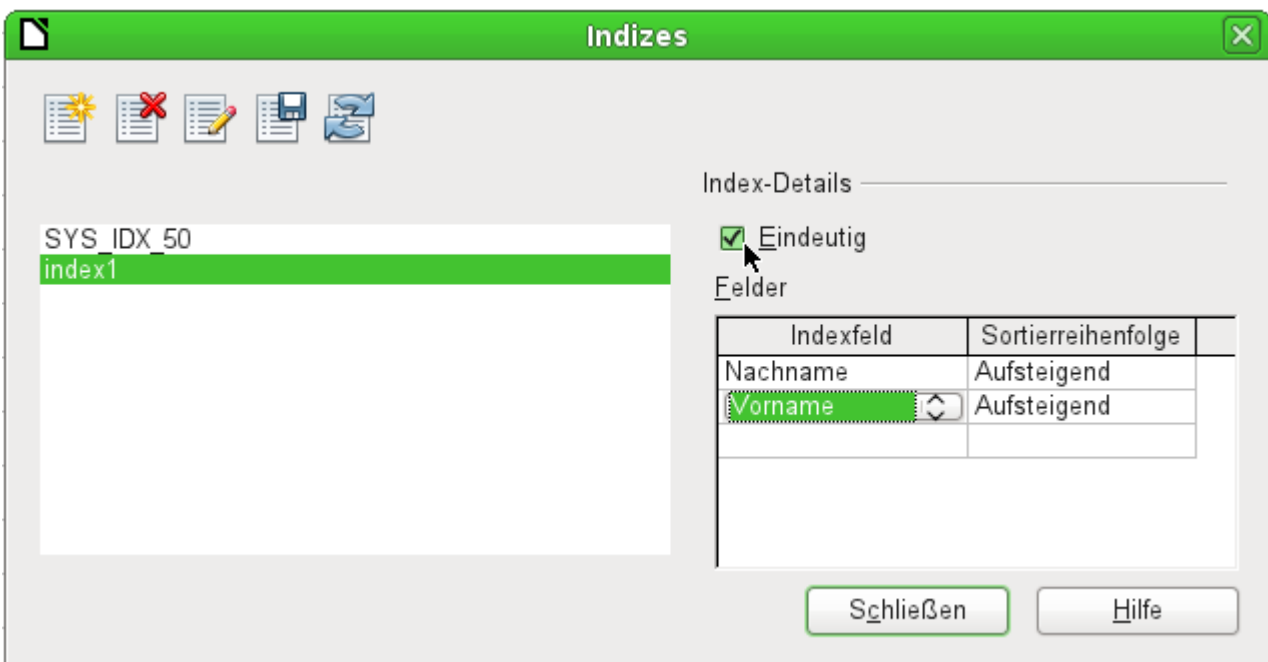 Indizes
Index-Details
SYS_IDX_50
index1
Eindeutig
Felder
Indexfeld Sortierreihenfolge
Nachname Aufsteigend
Vorname Aufsteigend
Schließen Hilfe